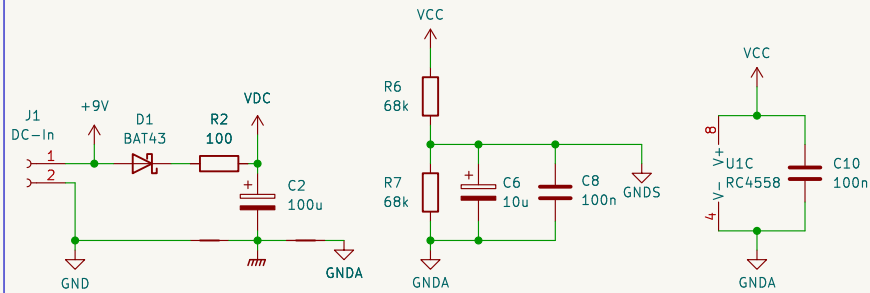 J1
DC-In
1
2
+9V
D1
BAT43
R2
100
VDC
+
C2
100u
GND
GNDA
VCC
R6
68k
R7
68k
+
C6
10u
C8
100n
GNDS
GNDA
VCC
8
V+
U1C
RC4558
V-
4
C10
100n
GNDA